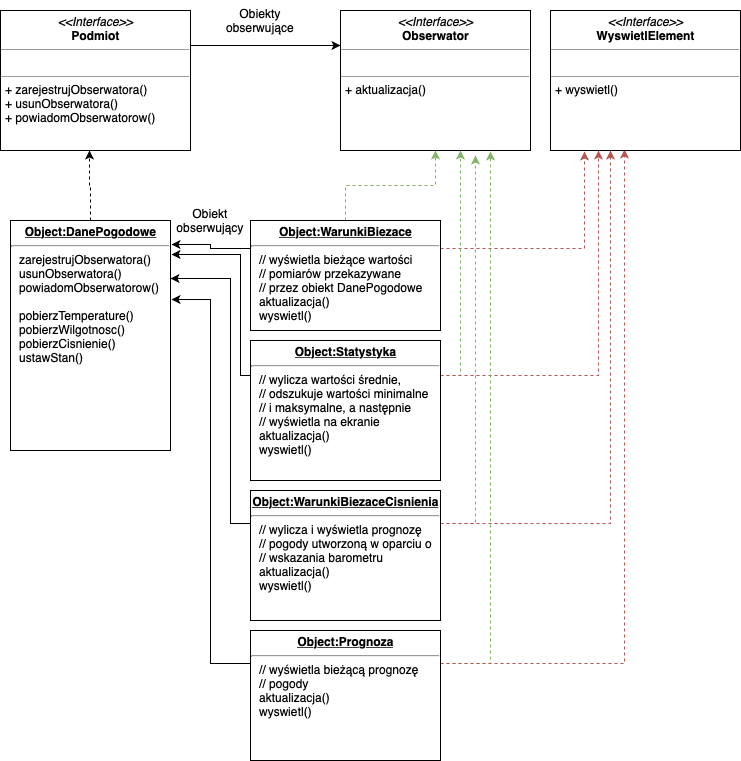 <<Interface>>
Podmiot
+ zarejestrujObserwatora()
+ usunObserwatora()
+ powiadomObserwatorow()
Obiekty
obserwujące
<<Interface>>
Obserwator
+ aktualizacja()
<<Interface>>
WyswietlElement
+ wyswietl()
Object:DanePogodowe
zarejestrujObserwatora()
usunObserwatora()
powiadomObserwatorow()
pobierzTemperature()
pobierzWilgotnosc()
pobierzCisnienie()
ustawStan()
Obiekt
obserwujący
Object:WarunkiBiezace
// wyświetla bieżące wartości
// pomiarów przekazywane
// przez obiekt DanePogodowe
aktualizacja()
wyswietl()
Object:Statystyka
// wylicza wartości średnie,
// odszukuje wartości minimalne
// i maksymalne, a następnie
// wyświetla na ekranie
aktualizacja()
wyswietl()
Object:WarunkiBiezaceCisnienia
// wylicza i wyświetla prognozę
// pogody utworzoną w oparciu o
// wskazania barometru
aktualizacja()
wyswietl()
Object:Prognoza
// wyświetla bieżącą prognozę
// pogody
aktualizacja()
wyswietl()